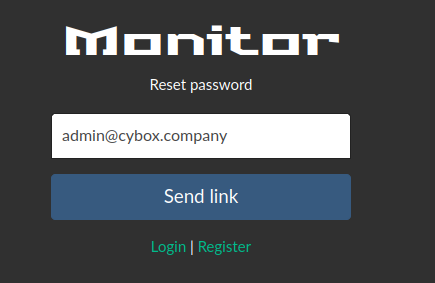 Monitor
Reset password
admin@cybox.company
Send link
Login | Register